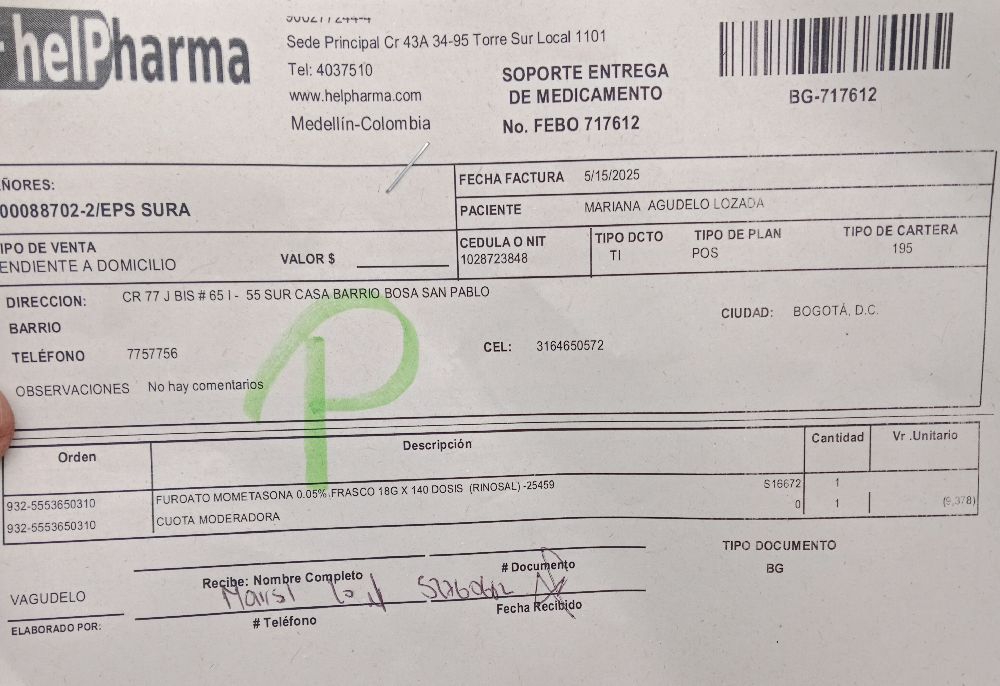 helPharma
Sede Principal Cr 43A 34-95 Torre Sur Local 1101
Tel: 4037510
www.helpharma.com
Medellín-Colombia
SOPORTE ENTREGA
DE MEDICAMENTO
No. FEBO 717612
BG-717612
ÑORES:
00088702-2/EPS SURA
FECHA FACTURA 5/15/2025
PACIENTE MARIANA AGUDELO LOZADA
IPO DE VENTA
ENDIENTE A DOMICILIO
VALOR $
CEDULA O NIT
1028723848
TIPO DCTO
TI
TIPO DE PLAN
POS
TIPO DE CARTERA
195
DIRECCION: CR 77 J BIS # 65 I - 55 SUR CASA BARRIO BOSA SAN PABLO
BARRIO
CIUDAD: BOGOTÁ, D.C.
TELÉFONO 7757756
CEL: 3164650572
OBSERVACIONES No hay comentarios
P
Orden Descripción Cantidad Vr .Unitario
932-5553650310 FUROATO MOMETASONA 0.05% FRASCO 18G X 140 DOSIS (RINOSAL) -25459 S16672 1
932-5553650310 CUOTA MODERADORA 0 1 (9,378)
TIPO DOCUMENTO
BG
Recibe: Nombre Completo
# Documento
VAGUDELO
ELABORADO POR:
# Teléfono
Fecha Recibido